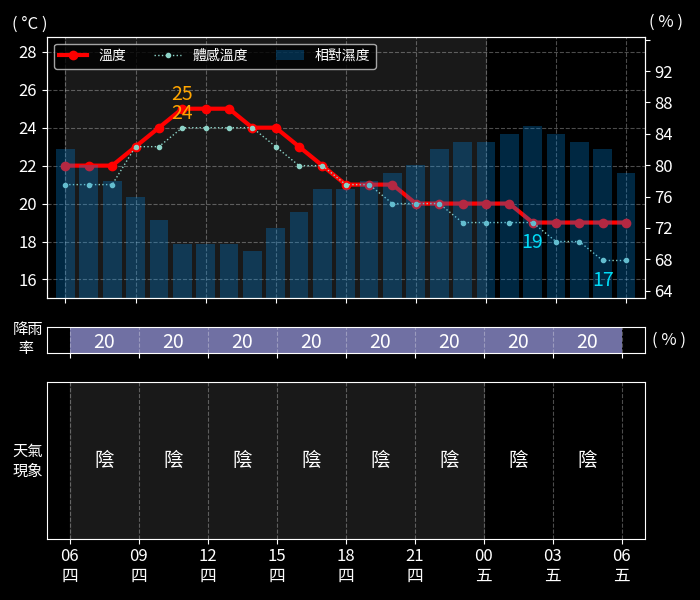 ( °C )
( % )
溫度 體感溫度 相對濕度
28
26
24
22
20
18
16
92
88
84
80
76
72
68
64
25
24
19
17
降雨率
20 20 20 20 20 20 20 20
( % )
天氣現象
陰 陰 陰 陰 陰 陰 陰 陰
06 09 12 15 18 21 00 03 06
四 四 四 四 四 四 五 五 五